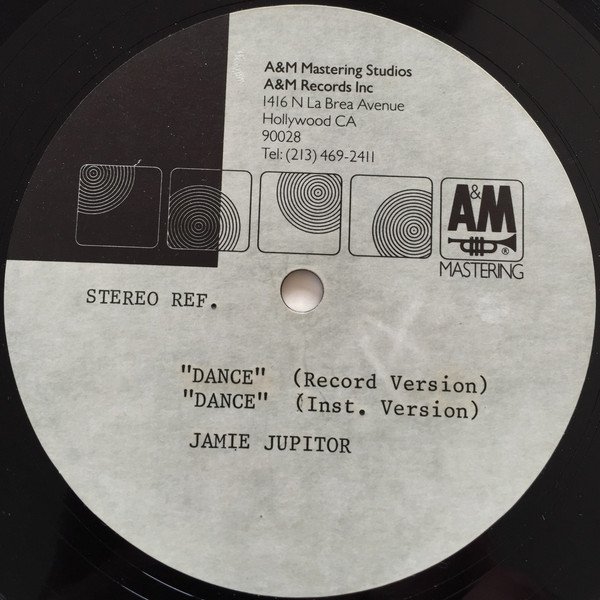 A&M Mastering Studios
A&M Records Inc
1416 N La Brea Avenue
Hollywood CA
90028
Tel: (213) 469-2411
A&M
®
MASTERING
STEREO REF.
"DANCE" (Record Version)
"DANCE" (Inst. Version)
JAMIE JUPITOR